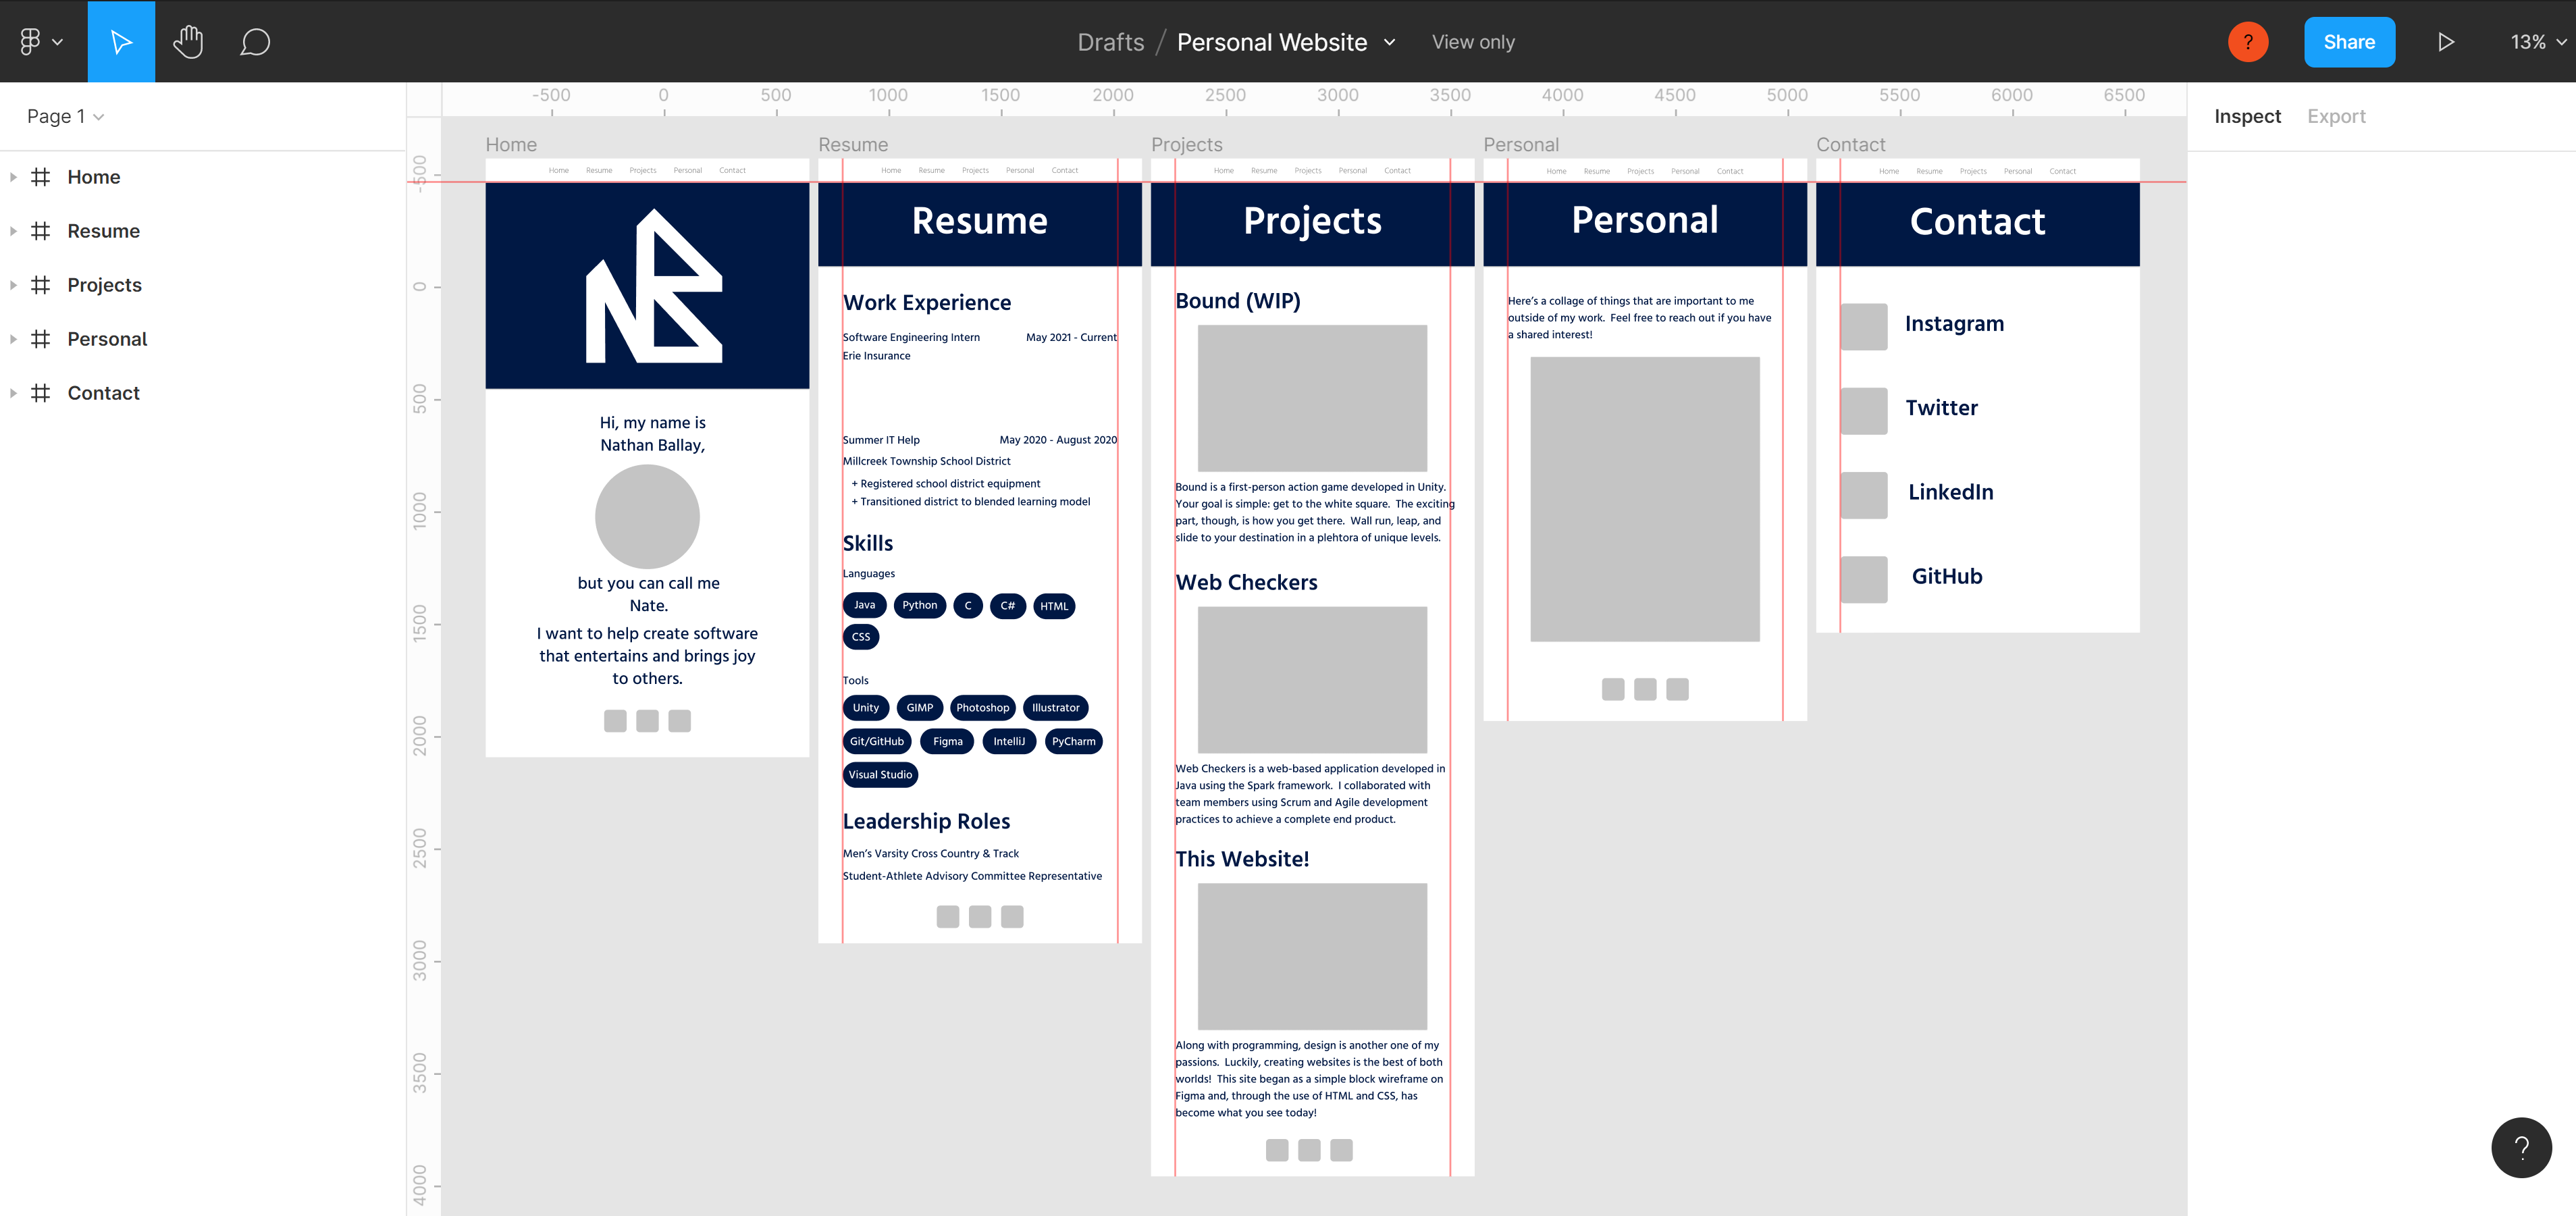 Drafts / Personal Website View only
? Share 13%
Page 1
Home
Resume
Projects
Personal
Contact
-500 0 500 1000 1500 2000 2500 3000 3500 4000 4500 5000 5500 6000 6500
-500
0
500
1000
1500
2000
2500
3000
3500
4000
Home
Home Resume Projects Personal Contact
Hi, my name is
Nathan Ballay,
but you can call me
Nate.
I want to help create software
that entertains and brings joy
to others.
Resume
Home Resume Projects Personal Contact
Resume
Work Experience
Software Engineering Intern May 2021 - Current
Erie Insurance
Summer IT Help May 2020 - August 2020
Millcreek Township School District
+ Registered school district equipment
+ Transitioned district to blended learning model
Skills
Languages
Java Python C C# HTML
CSS
Tools
Unity GIMP Photoshop Illustrator
Git/GitHub Figma IntelliJ PyCharm
Visual Studio
Leadership Roles
Men's Varsity Cross Country & Track
Student-Athlete Advisory Committee Representative
Projects
Home Resume Projects Personal Contact
Projects
Bound (WIP)
Bound is a first-person action game developed in Unity.
Your goal is simple: get to the white square. The exciting
part, though, is how you get there. Wall run, leap, and
slide to your destination in a plehtora of unique levels.
Web Checkers
Web Checkers is a web-based application developed in
Java using the Spark framework. I collaborated with
team members using Scrum and Agile development
practices to achieve a complete end product.
This Website!
Along with programming, design is another one of my
passions. Luckily, creating websites is the best of both
worlds! This site began as a simple block wireframe on
Figma and, through the use of HTML and CSS, has
become what you see today!
Personal
Home Resume Projects Personal Contact
Personal
Here's a collage of things that are important to me
outside of my work. Feel free to reach out if you have
a shared interest!
Contact
Home Resume Projects Personal Contact
Contact
Instagram
Twitter
LinkedIn
GitHub
Inspect Export
?